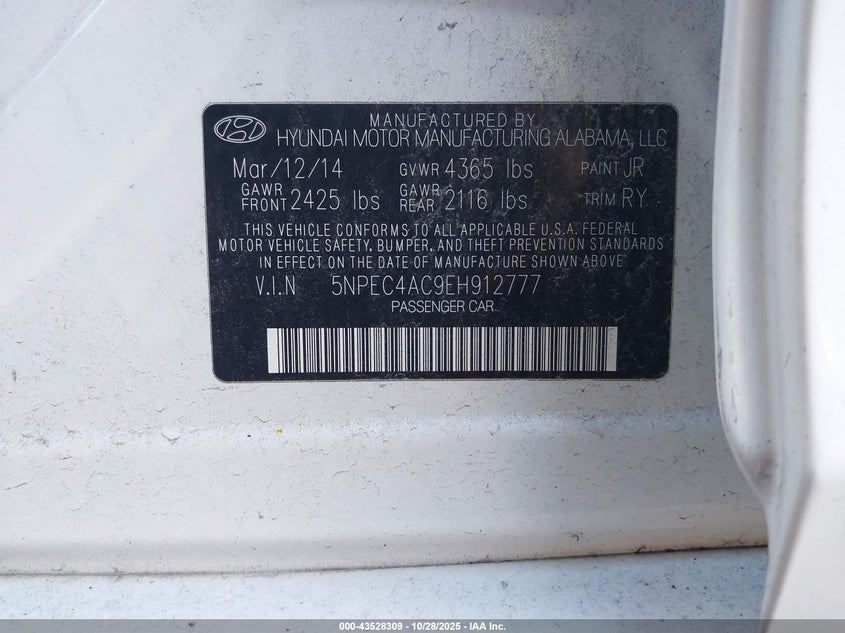 MANUFACTURED BY
HYUNDAI MOTOR MANUFACTURING ALABAMA, LLC
Mar/12/14 GVWR 4365 lbs PAINT JR
GAWR FRONT 2425 lbs GAWR REAR 2116 lbs TRIM RY
THIS VEHICLE CONFORMS TO ALL APPLICABLE U.S.A. FEDERAL
MOTOR VEHICLE SAFETY, BUMPER, AND THEFT PREVENTION STANDARDS
IN EFFECT ON THE DATE OF MANUFACTURE SHOWN ABOVE
V.I.N 5NPEC4AC9EH912777
PASSENGER CAR
000-43528309 | 10/28/2025 - IAA Inc.